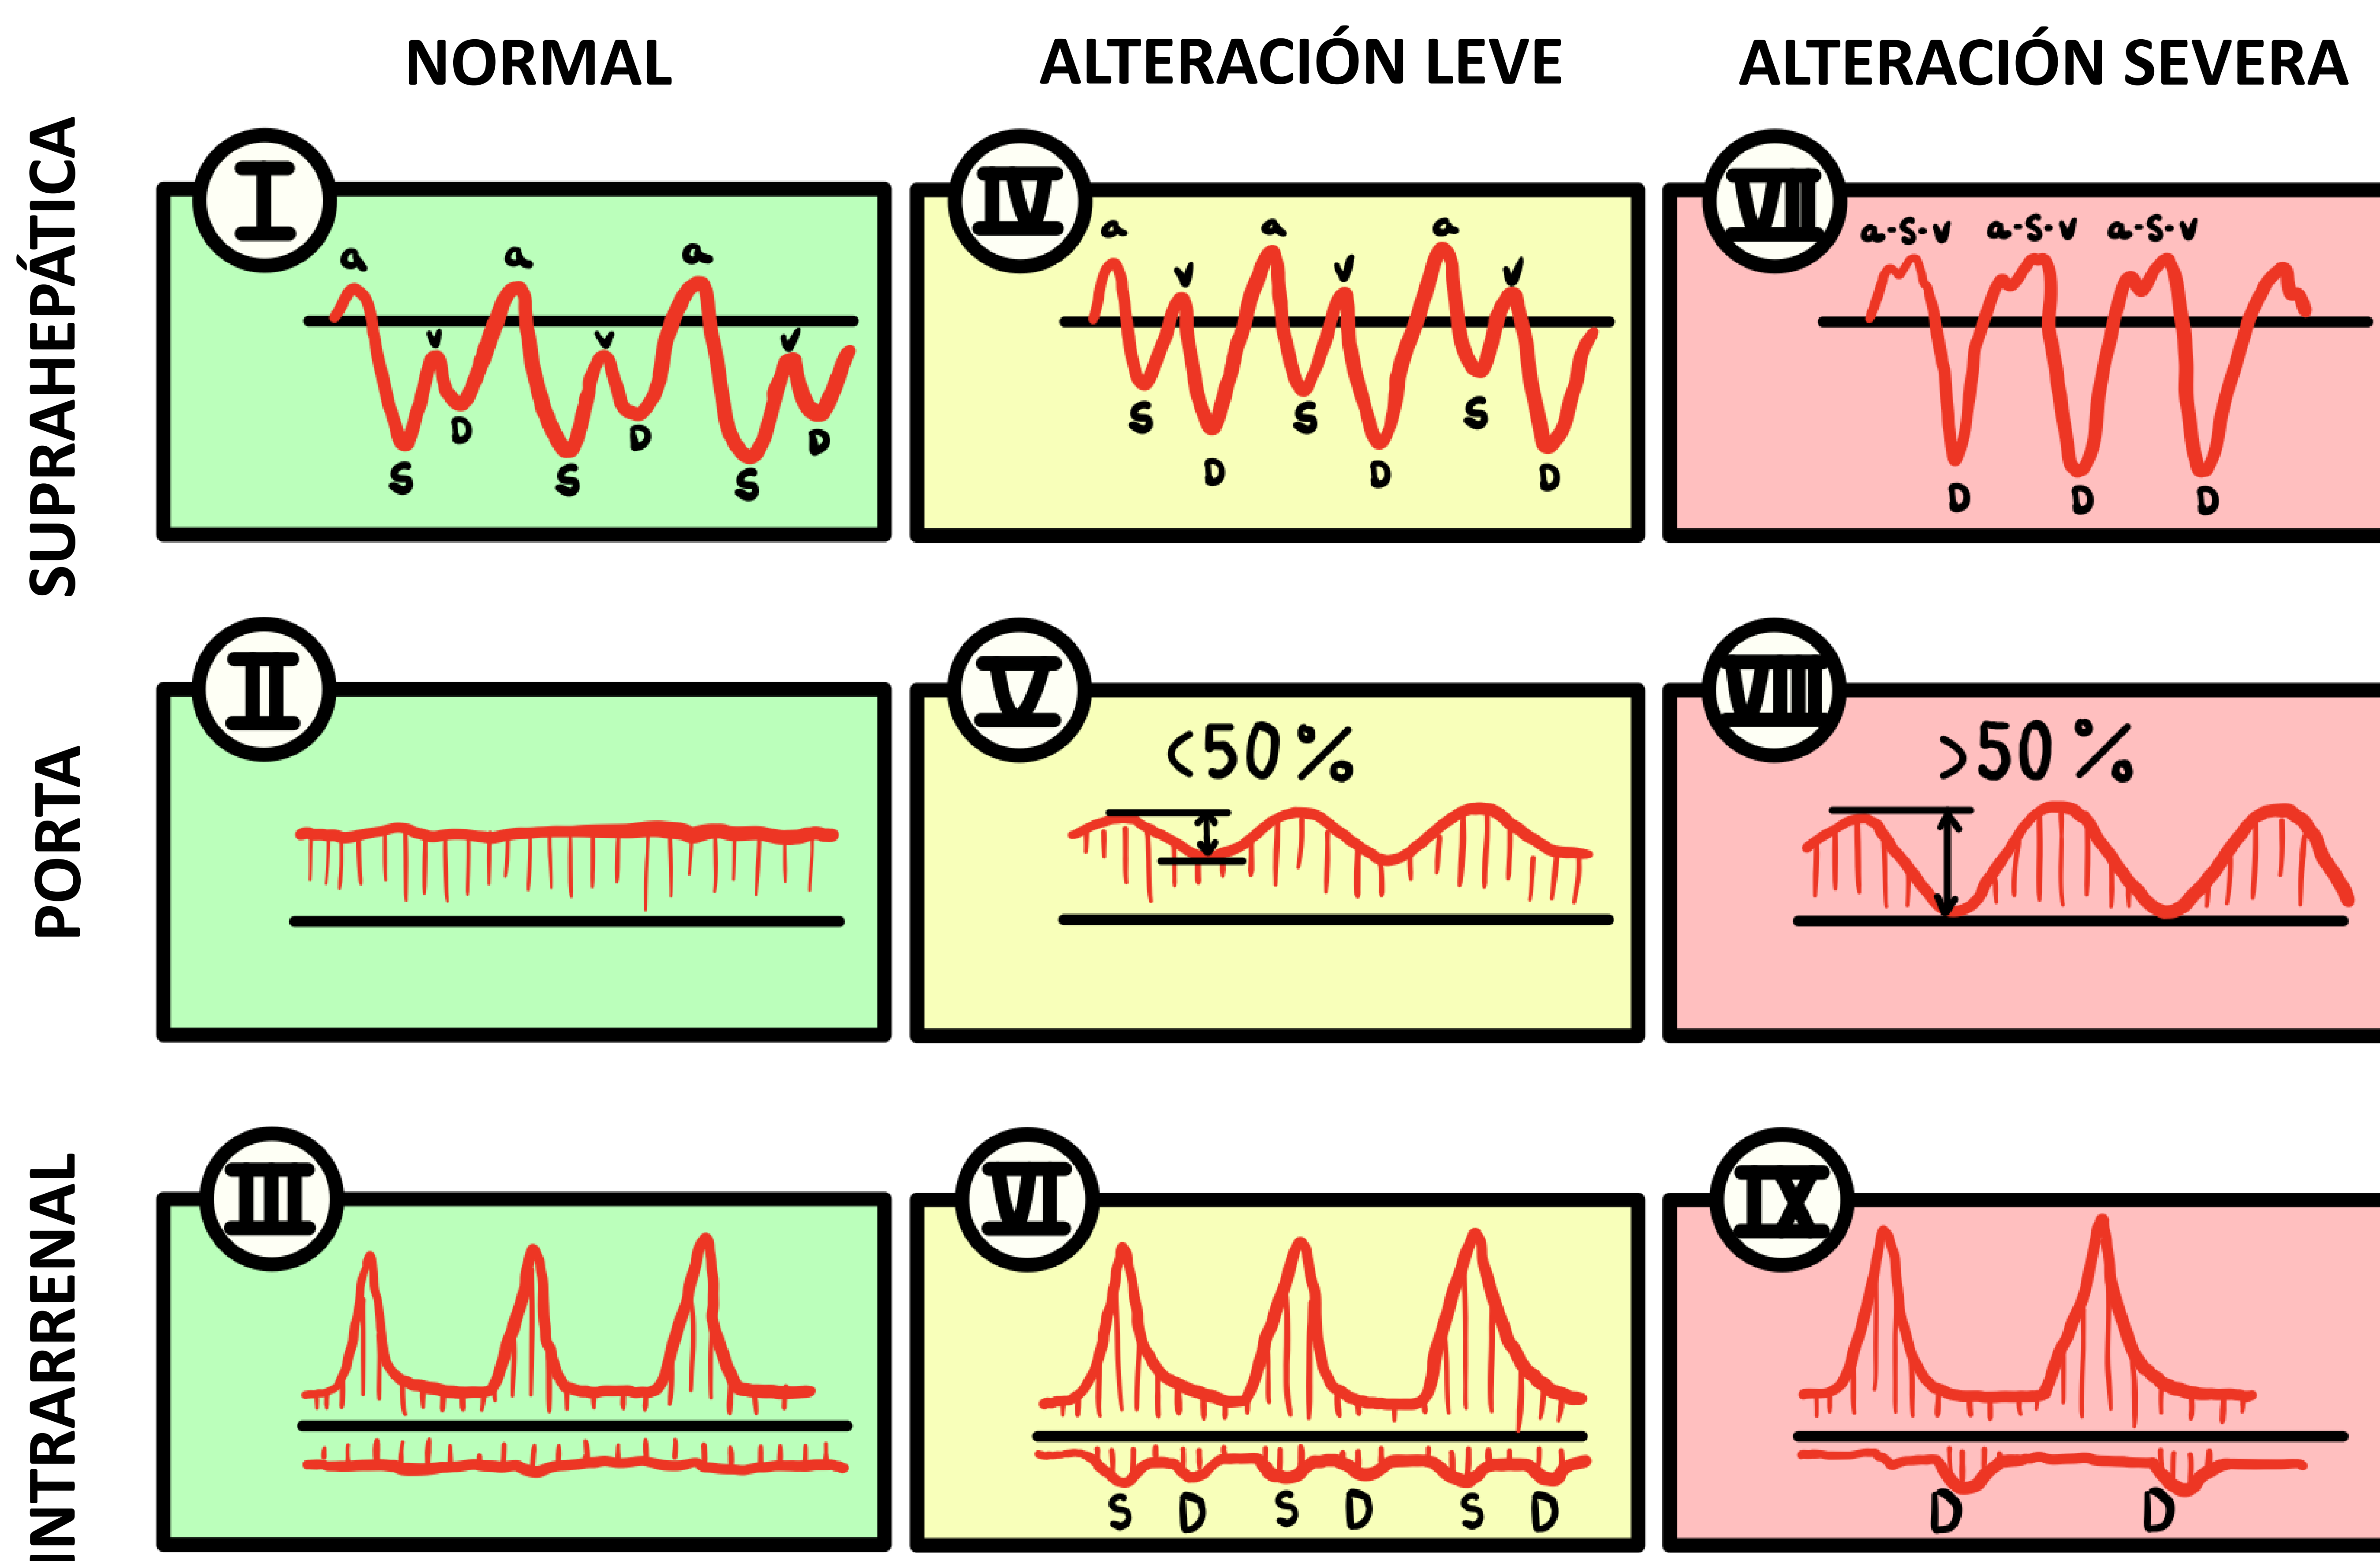 NORMAL
ALTERACIÓN LEVE
ALTERACIÓN SEVERA
SUPRAHEPÁTICA
I
a
a
a
v
v
v
S
D
S
D
S
D
IV
a
a
a
v
v
v
S
D
S
D
S
D
VII
a-S-v
a-S-v
a-S-v
D
D
D
PORTA
II
V
<50%
VIII
>50%
INTRARRENAL
III
VI
S D S D S D
IX
D D